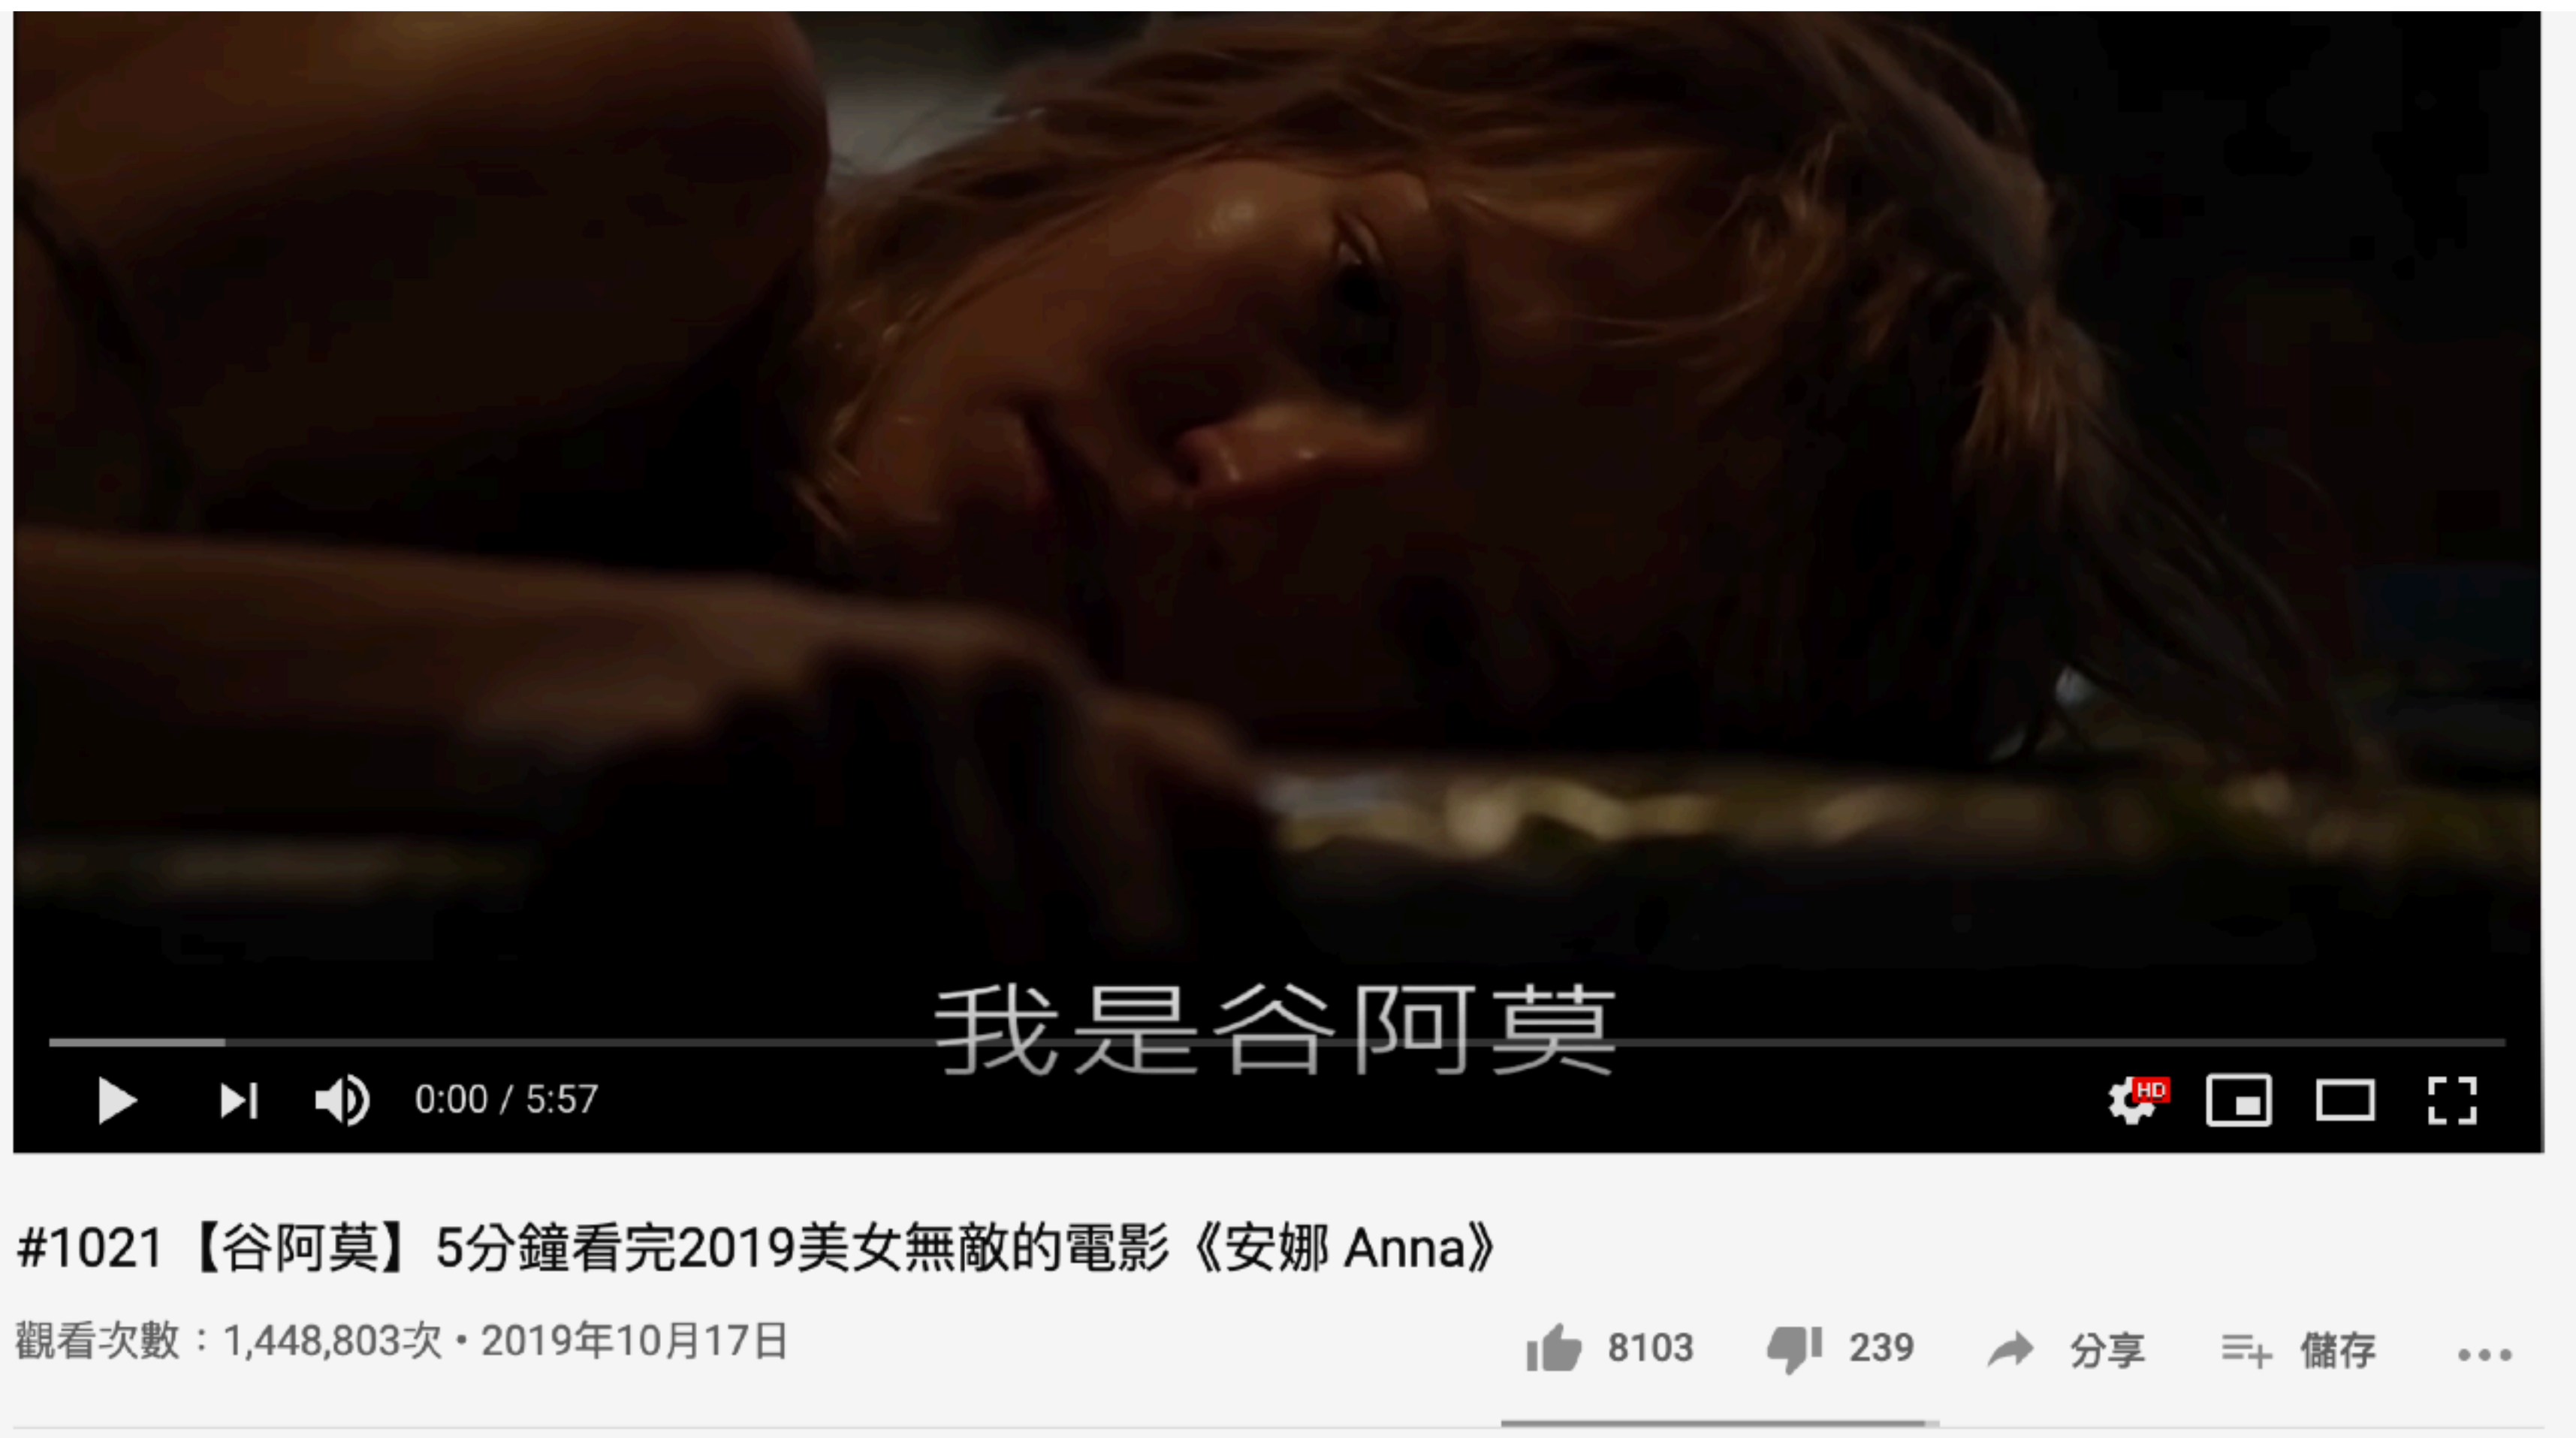 我是谷阿莫
0:00 / 5:57
HD
#1021【谷阿莫】5分鐘看完2019美女無敵的電影《安娜 Anna》
觀看次數：1,448,803次 • 2019年10月17日
8103 239 分享 儲存